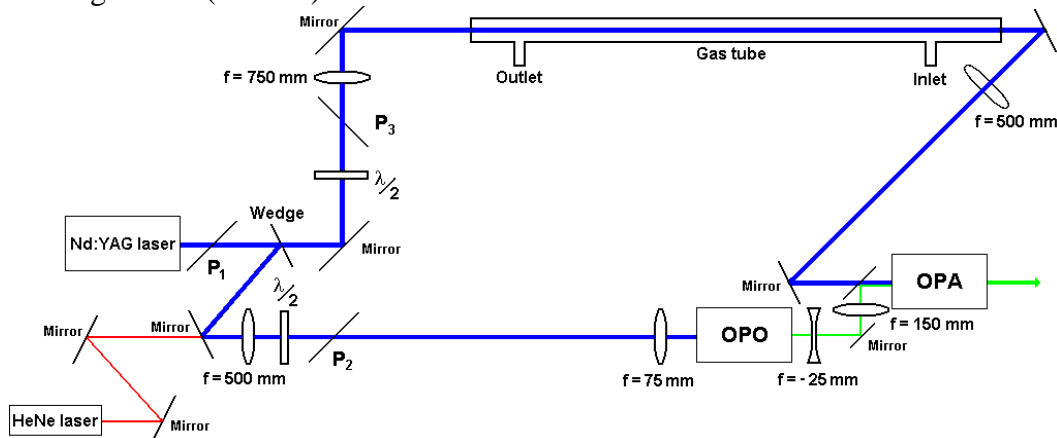 Mirror
Gas tube
Outlet
Inlet
f = 750 mm
f = 500 mm
P3
λ/2
Wedge
Nd:YAG laser
P1
Mirror
λ/2
Mirror
OPA
Mirror
Mirror
P2
OPO
f = 150 mm
Mirror
f = 500 mm
f = 75 mm
f = - 25 mm
HeNe laser
Mirror